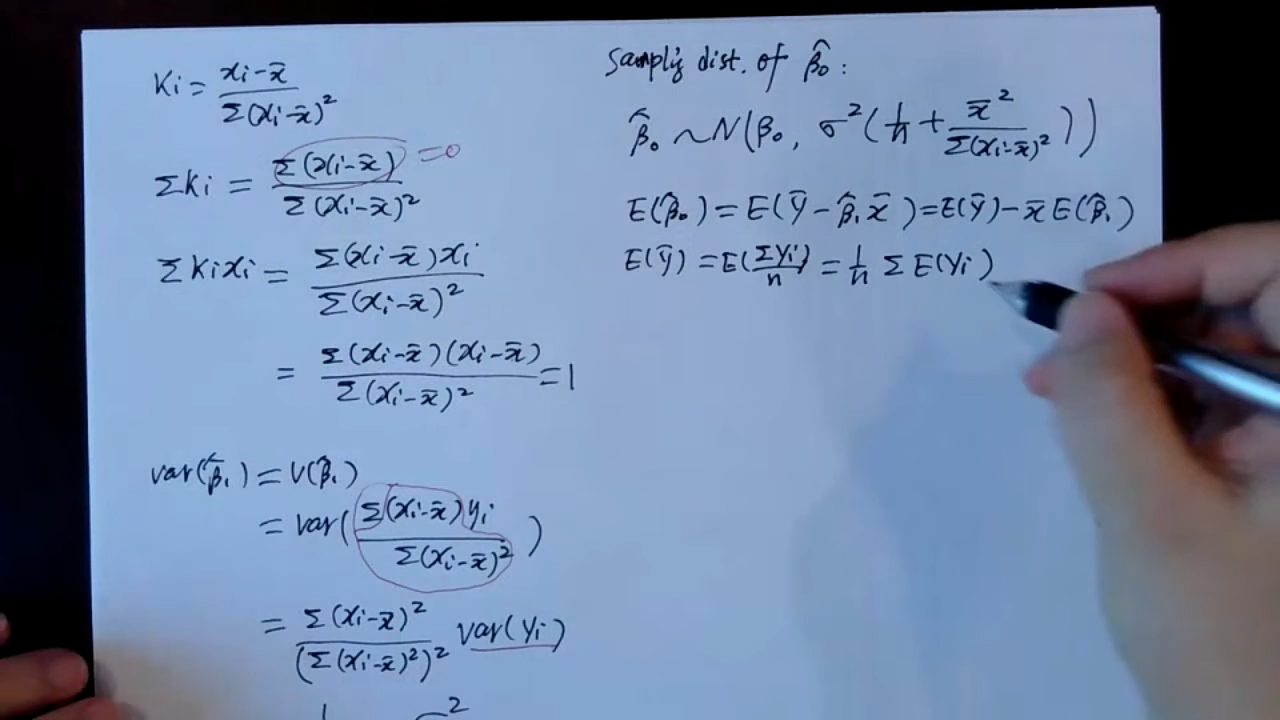 Ki = (xi-x̄)/(Σ(xi-x̄)²)
ΣKi = (Σ(xi-x̄))/(Σ(xi-x̄)²) =0
ΣKixi = (Σ(xi-x̄)xi)/(Σ(xi-x̄)²)
= (Σ(xi-x̄)(xi-x̄))/(Σ(xi-x̄)²) = 1
var(β̂₁) = V(β̂₁)
= var((Σ(xi-x̄)yi)/(Σ(xi-x̄)²))
= (Σ(xi-x̄)²)/((Σ(xi-x̄)²)²) var(yi)
Sampl'g dist. of β̂₀ :
β̂₀ ~ N(β₀, σ²(1/n + x̄²/(Σ(xi-x̄)²)))
E(β̂₀) = E(ȳ - β̂₁x̄) = E(ȳ) - x̄E(β̂₁)
E(ȳ) = E(Σyi/n) = 1/n ΣE(yi)